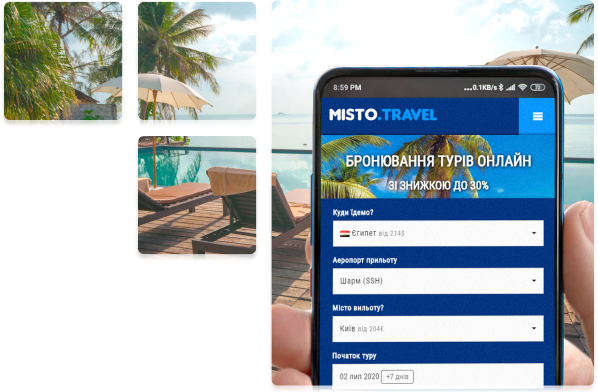 8:59 PM
...0.1KB/s
MISTO.TRAVEL
БРОНЮВАННЯ ТУРІВ ОНЛАЙН
ЗІ ЗНИЖКОЮ ДО 30%
Куди їдемо?
Єгипет від 214$
Аеропорт прильоту
Шарм (SSH)
Місто вильоту?
Київ від 204€
Початок туру
02 лип 2020 +7 днів